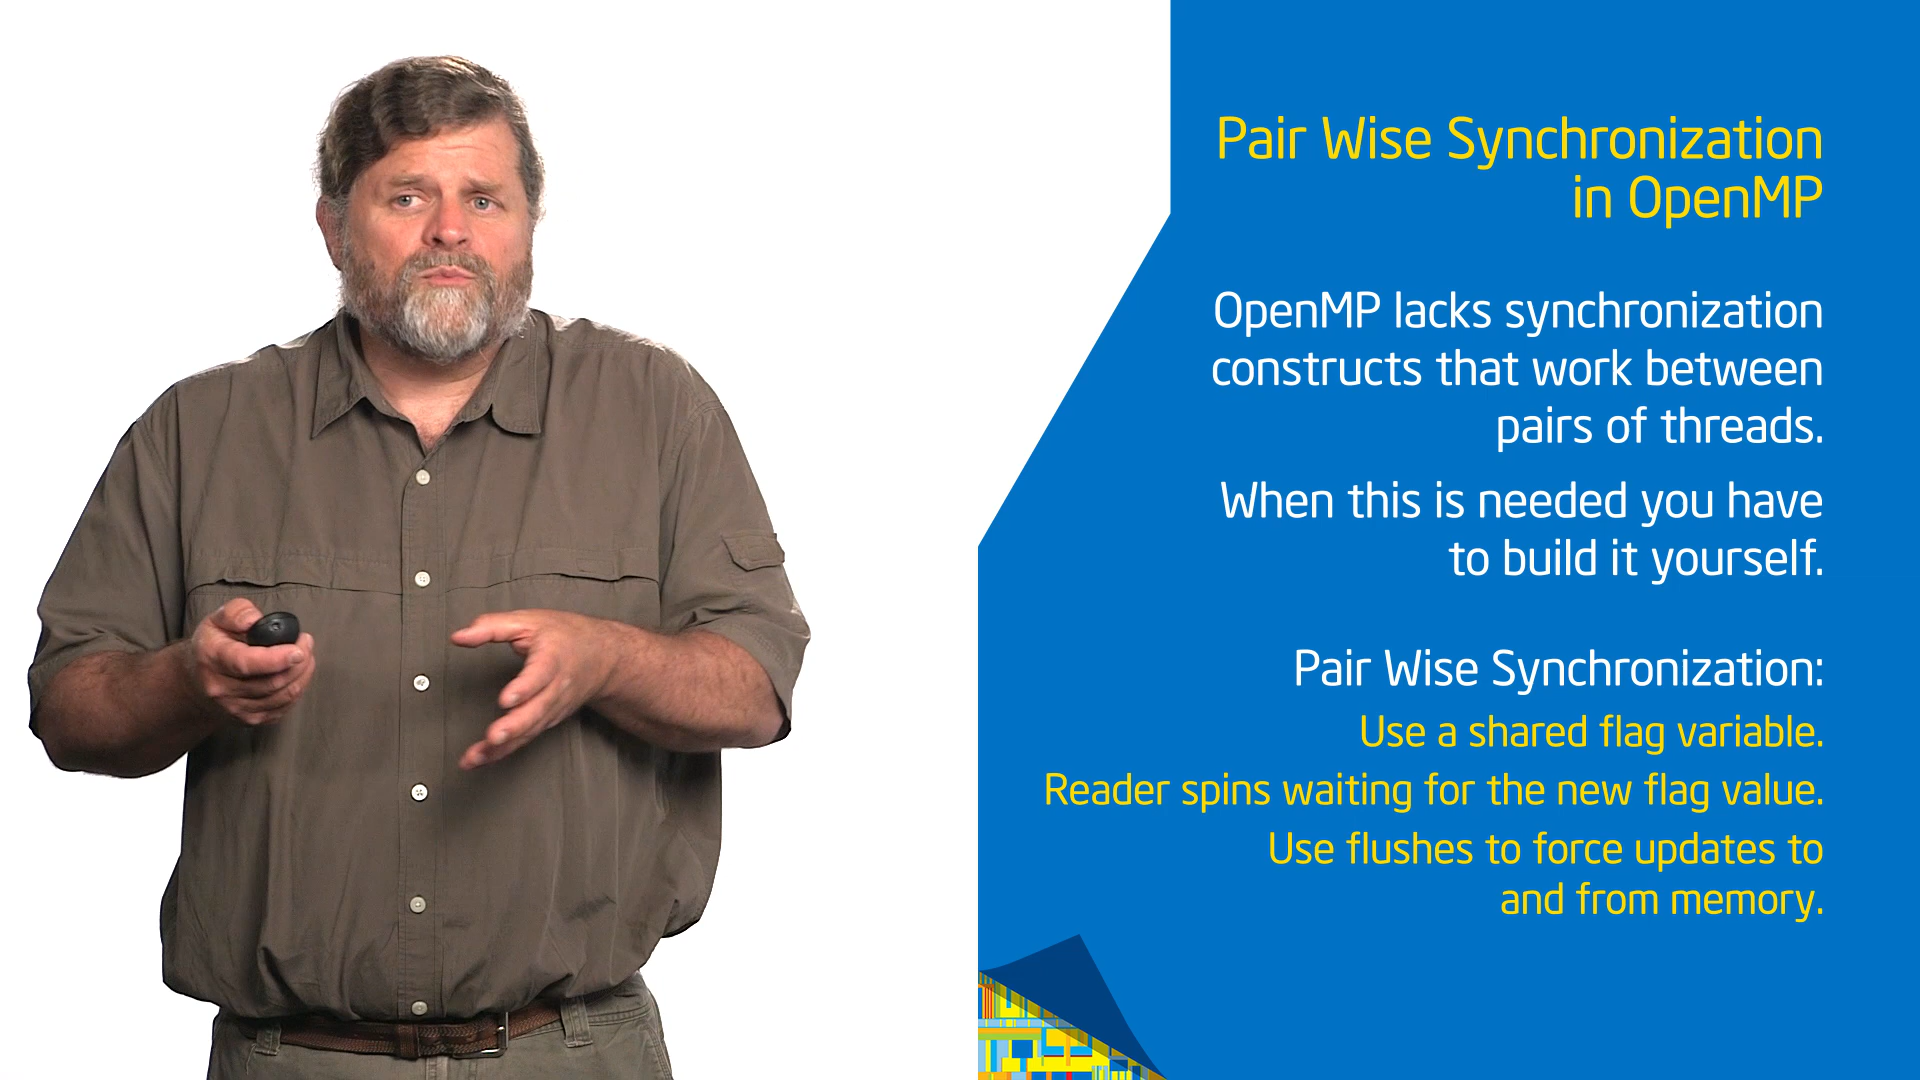 Pair Wise Synchronization
in OpenMP
OpenMP lacks synchronization
constructs that work between
pairs of threads.
When this is needed you have
to build it yourself.
Pair Wise Synchronization:
Use a shared flag variable.
Reader spins waiting for the new flag value.
Use flushes to force updates to
and from memory.